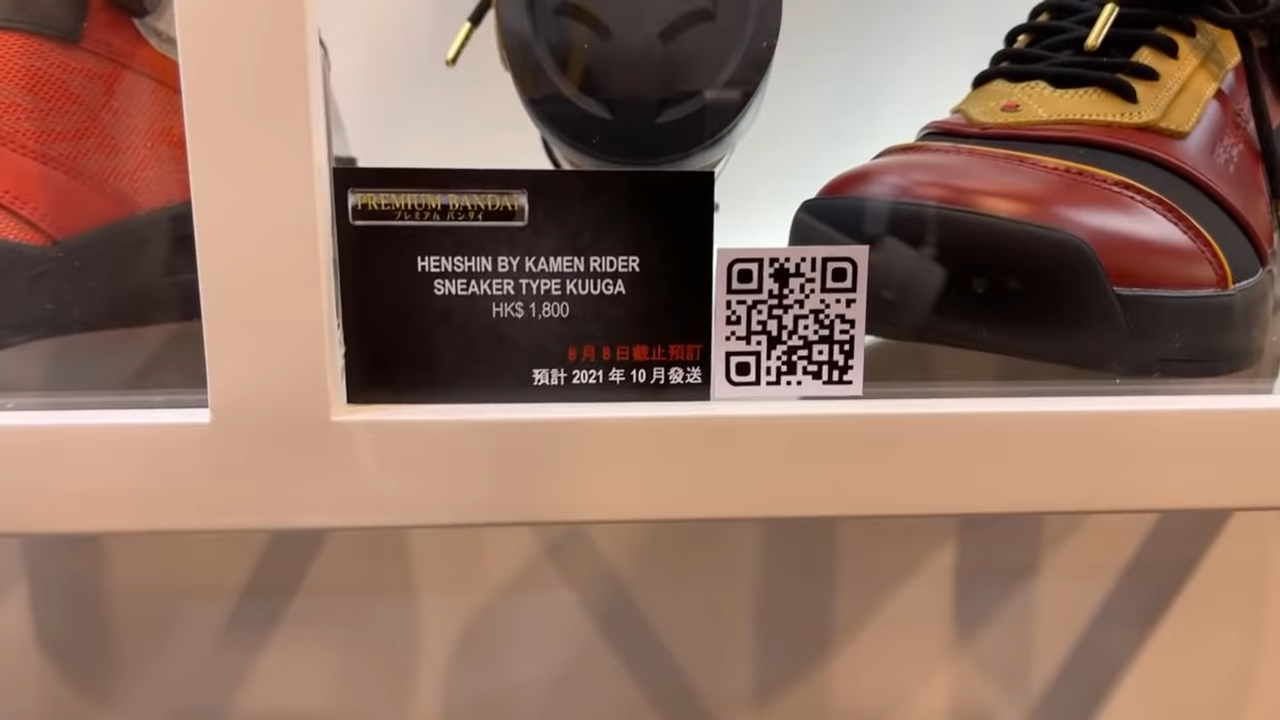 PREMIUM BANDAI
プレミアム バンダイ
HENSHIN BY KAMEN RIDER
SNEAKER TYPE KUUGA
HK$ 1,800
8月8日截止預訂
預計 2021 年 10 月發送